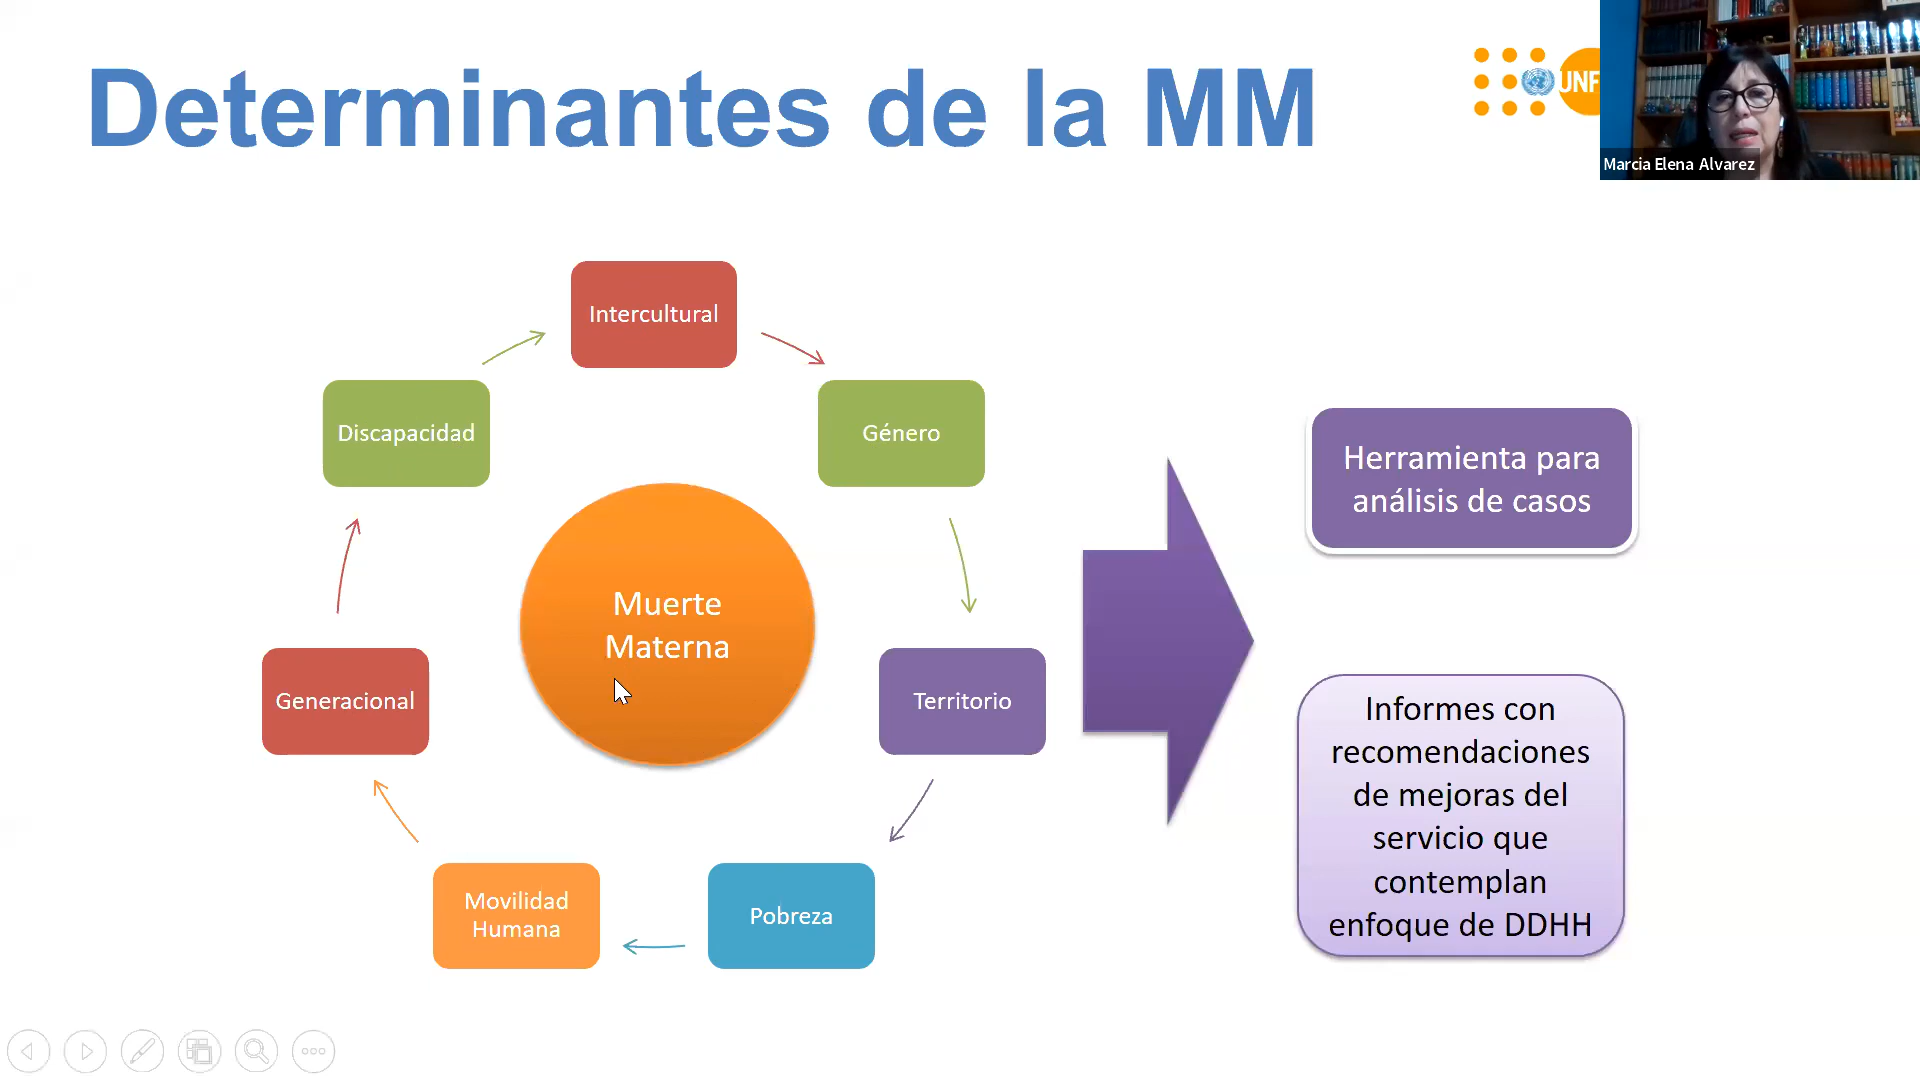 Determinantes de la MM
UNF
Marcia Elena Alvarez
Intercultural
Discapacidad
Género
Herramienta para
análisis de casos
Muerte
Materna
Generacional
Territorio
Informes con
recomendaciones
de mejoras del
servicio que
contemplan
enfoque de DDHH
Movilidad
Humana
Pobreza